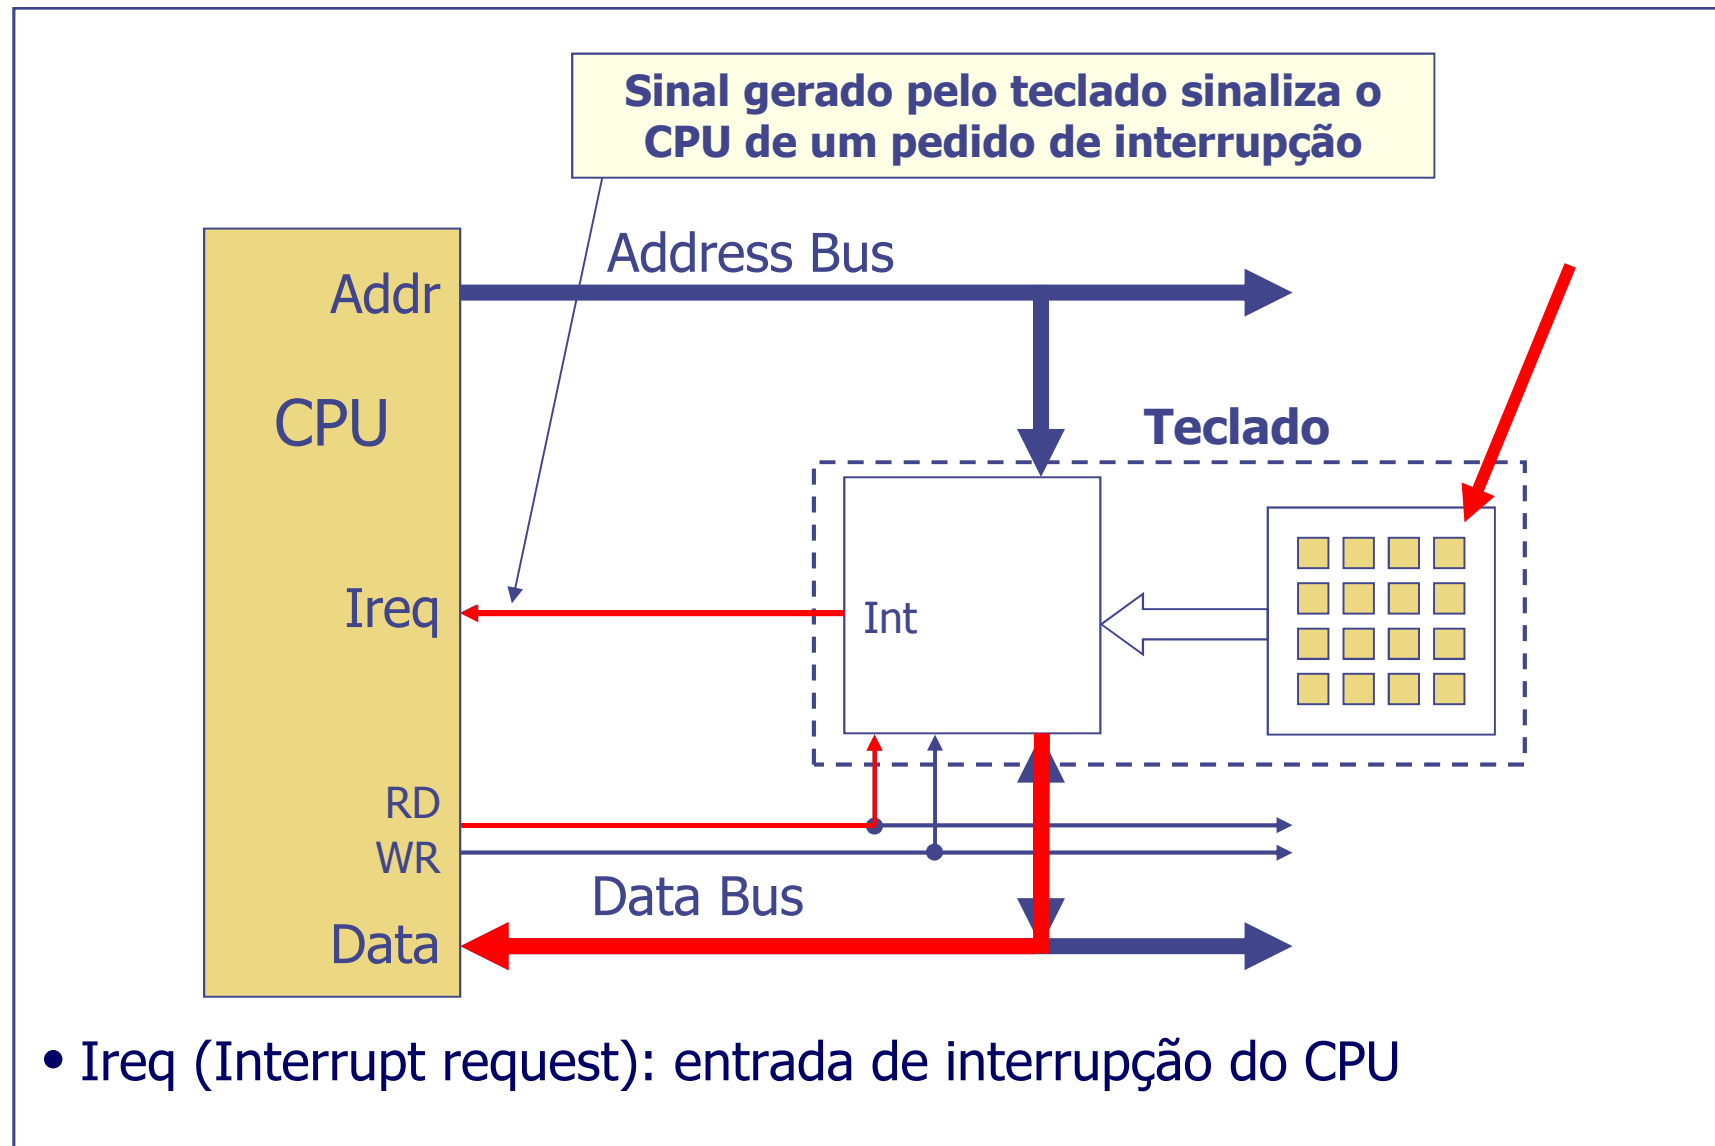 Sinal gerado pelo teclado sinaliza o
CPU de um pedido de interrupção
Address Bus
Addr
CPU
Teclado
Ireq
Int
RD
WR
Data Bus
Data
• Ireq (Interrupt request): entrada de interrupção do CPU